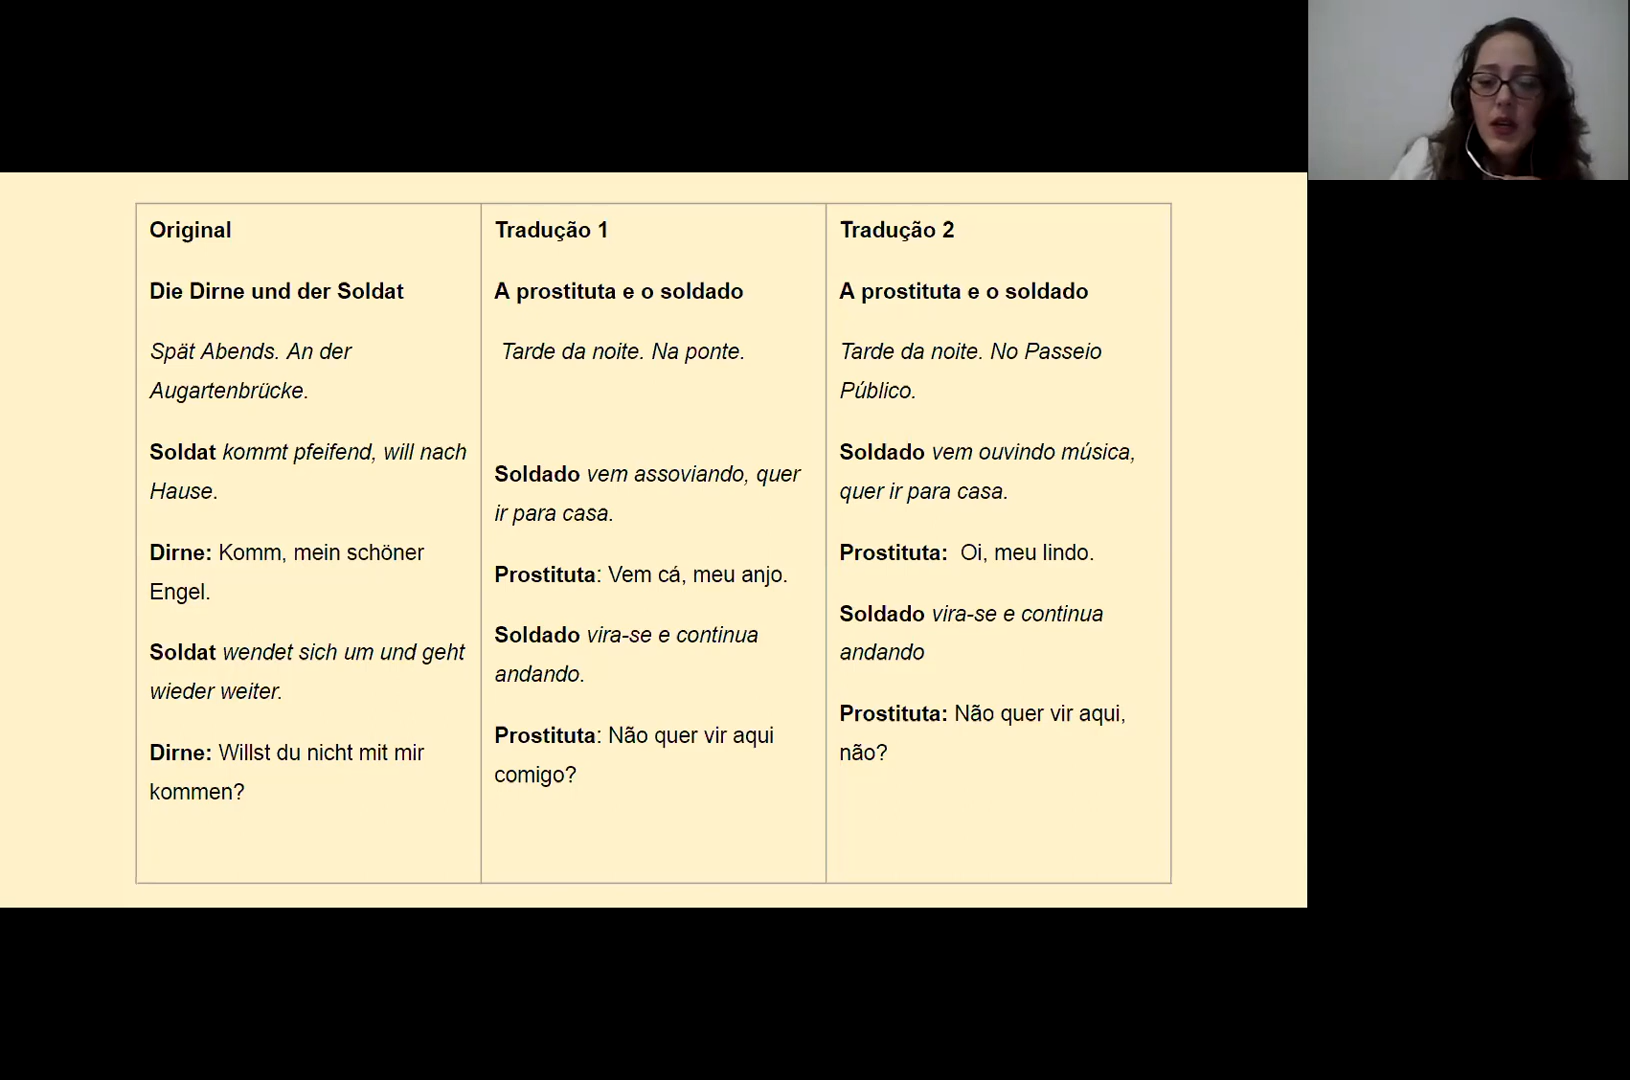 Original
Die Dirne und der Soldat
Spät Abends. An der
Augartenbrücke.
Soldat kommt pfeifend, will nach
Hause.
Dirne: Komm, mein schöner
Engel.
Soldat wendet sich um und geht
wieder weiter.
Dirne: Willst du nicht mit mir
kommen?
Tradução 1
A prostituta e o soldado
Tarde da noite. Na ponte.
Soldado vem assoviando, quer
ir para casa.
Prostituta: Vem cá, meu anjo.
Soldado vira-se e continua
andando.
Prostituta: Não quer vir aqui
comigo?
Tradução 2
A prostituta e o soldado
Tarde da noite. No Passeio
Público.
Soldado vem ouvindo música,
quer ir para casa.
Prostituta: Oi, meu lindo.
Soldado vira-se e continua
andando
Prostituta: Não quer vir aqui,
não?